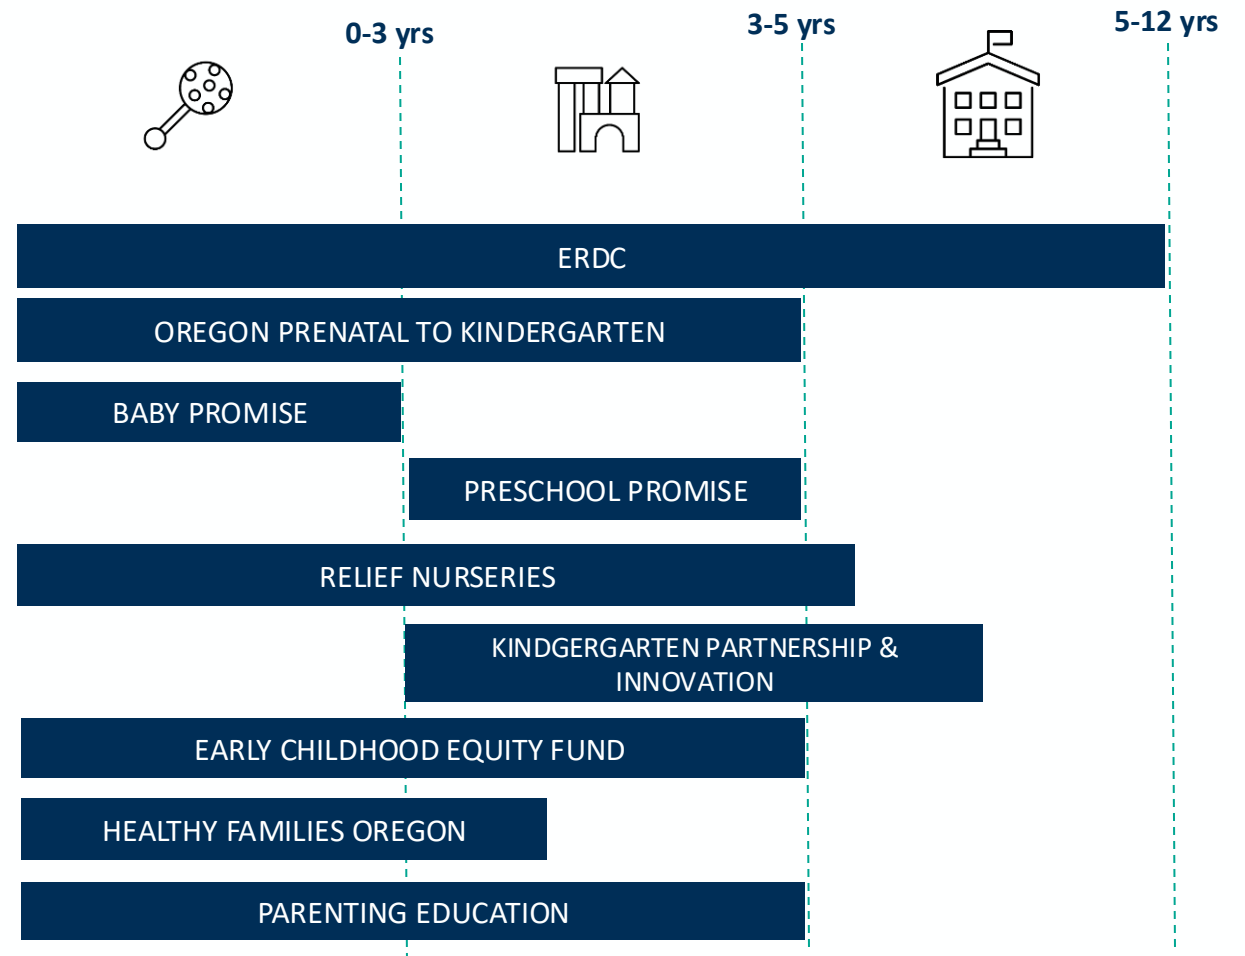 0-3 yrs
3-5 yrs
5-12 yrs
ERDC
OREGON PRENATAL TO KINDERGARTEN
BABY PROMISE
PRESCHOOL PROMISE
RELIEF NURSERIES
KINDGERGARTEN PARTNERSHIP &
INNOVATION
EARLY CHILDHOOD EQUITY FUND
HEALTHY FAMILIES OREGON
PARENTING EDUCATION